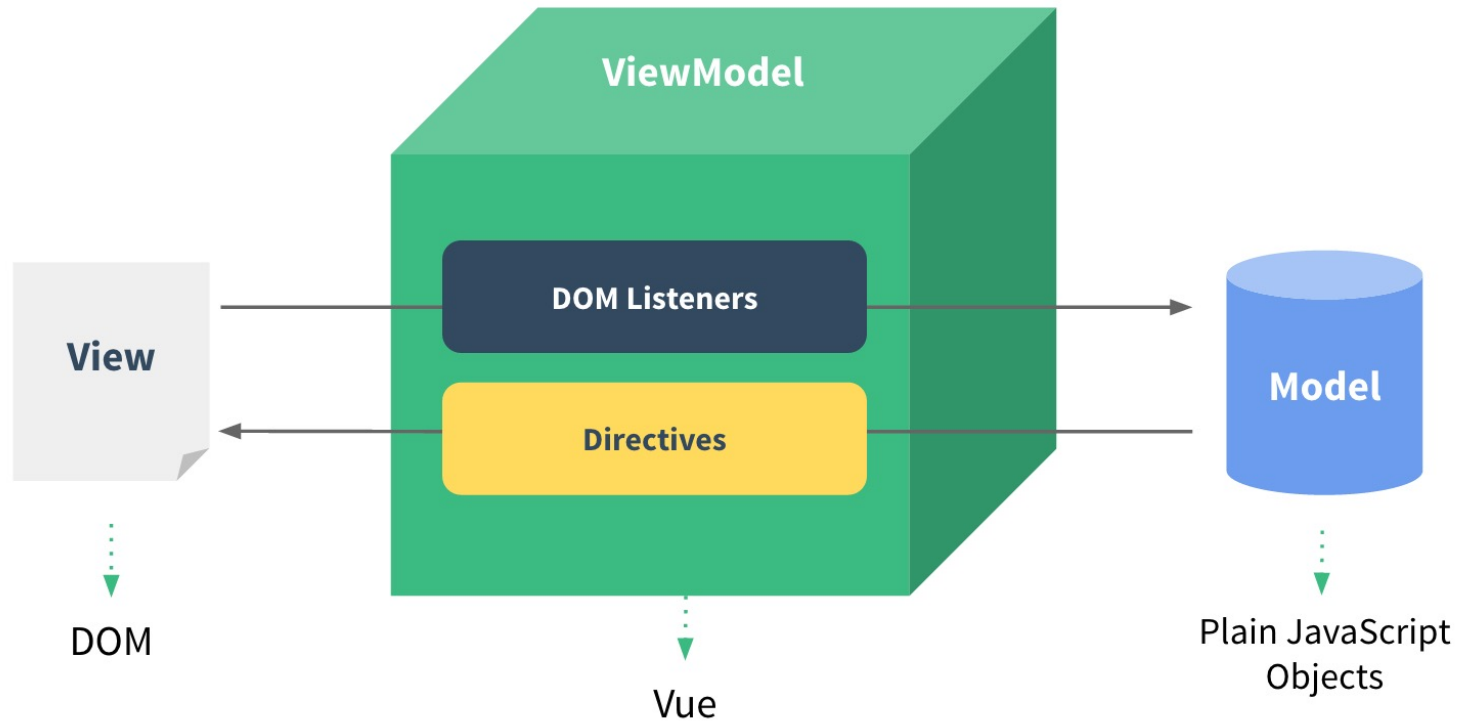 ViewModel
DOM Listeners
View
Model
Directives
DOM
Plain JavaScript
Objects
Vue